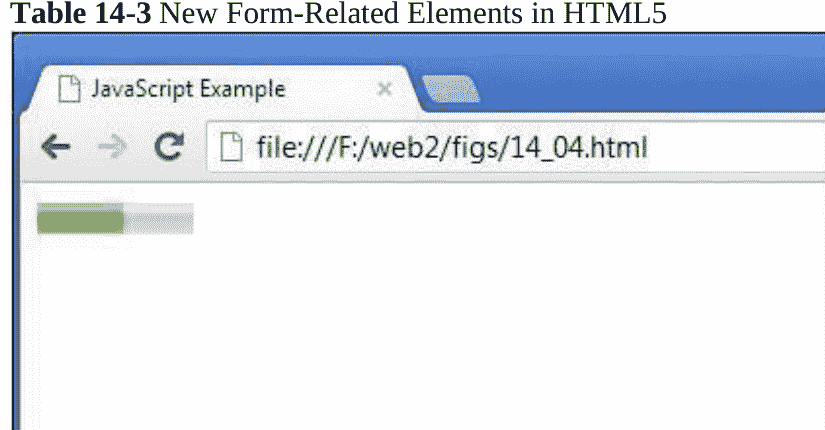 Table 14-3 New Form-Related Elements in HTML5
JavaScript Example
file:///F:/web2/figs/14_04.html